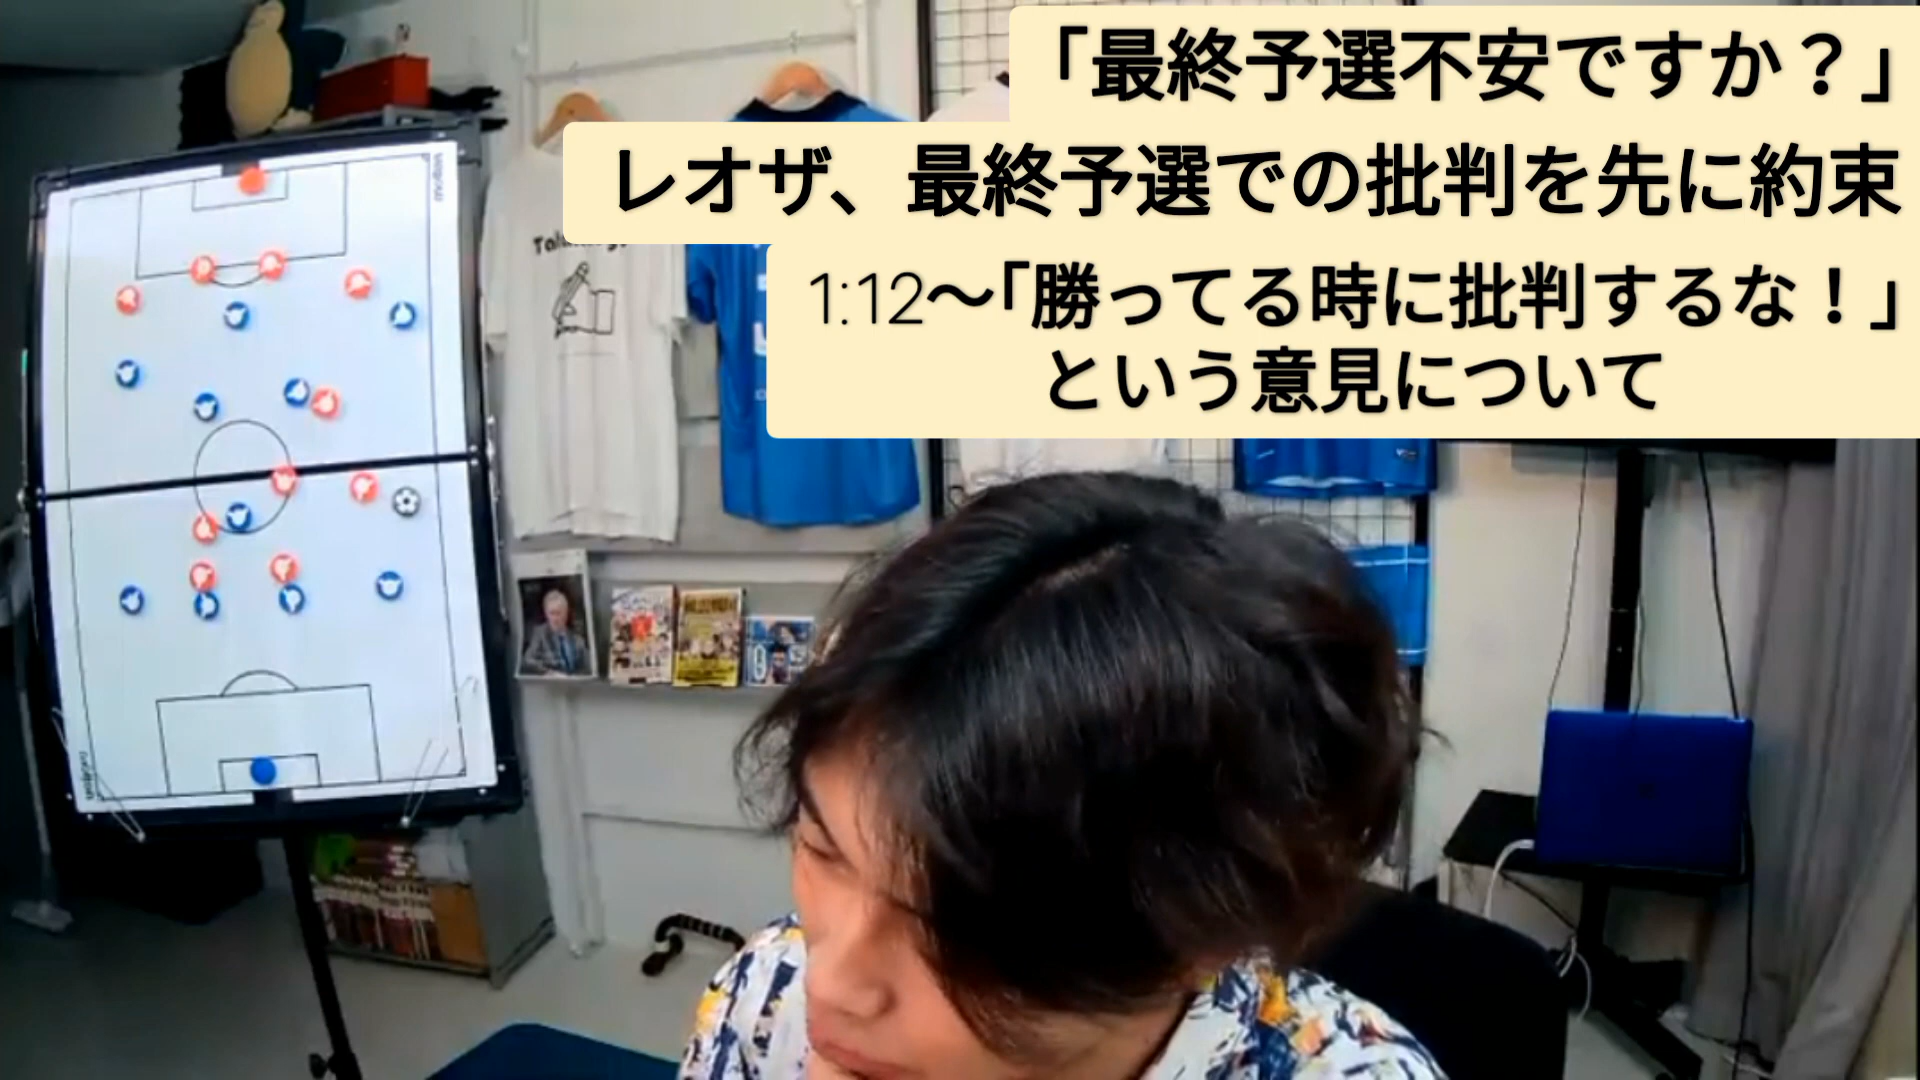 「最終予選不安ですか？」
レオザ、最終予選での批判を先に約束
1:12～「勝ってる時に批判するな！」
という意見について